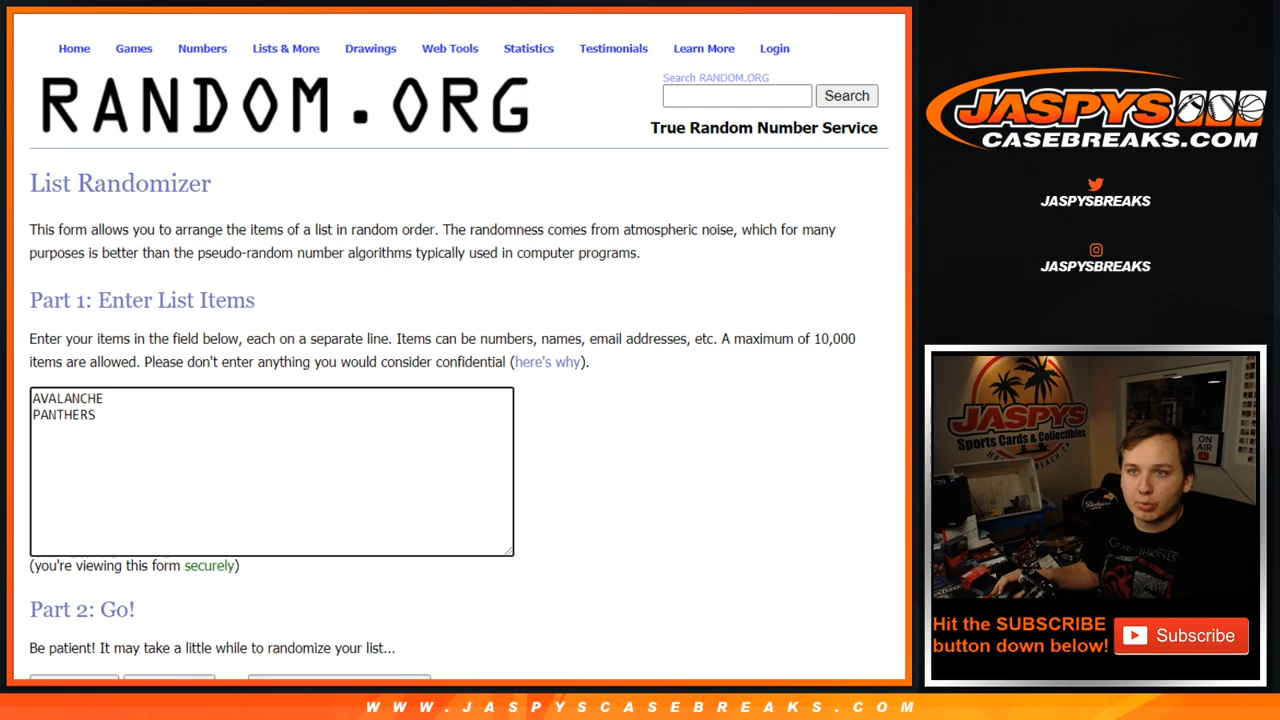 Home Games Numbers Lists & More Drawings Web Tools Statistics Testimonials Learn More Login
RANDOM.ORG
Search RANDOM.ORG
Search
True Random Number Service
List Randomizer
This form allows you to arrange the items of a list in random order. The randomness comes from atmospheric noise, which for many
purposes is better than the pseudo-random number algorithms typically used in computer programs.
Part 1: Enter List Items
Enter your items in the field below, each on a separate line. Items can be numbers, names, email addresses, etc. A maximum of 10,000
items are allowed. Please don't enter anything you would consider confidential (here's why).
AVALANCHE
PANTHERS
(you're viewing this form securely)
Part 2: Go!
Be patient! It may take a little while to randomize your list...
JASPYS
CASEBREAKS.COM
JASPYSBREAKS
JASPYSBREAKS
JASPYS
Sports Cards & Collectibles
ON
AIR
Dodgers
Hit the SUBSCRIBE
button down below!
Subscribe
WWW.JASPYSCASEBREAKS.COM